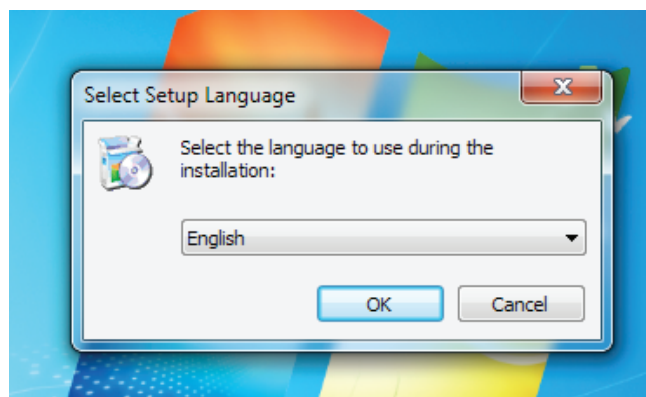 Select Setup Language
Select the language to use during the
installation:
English
OK
Cancel